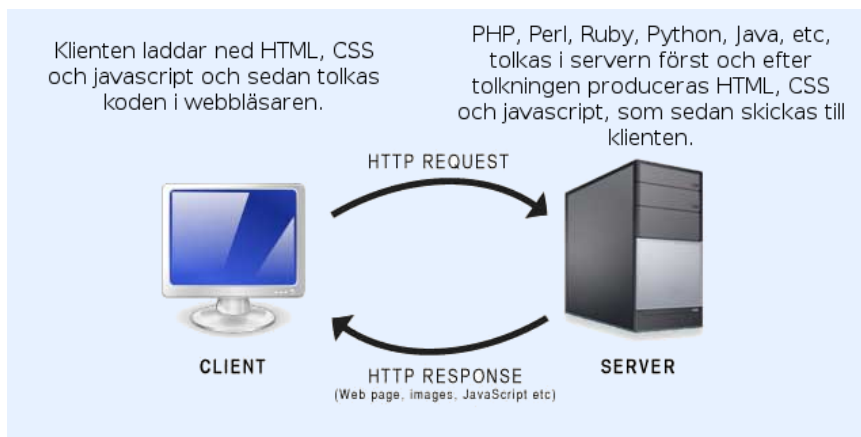 Klienten laddar ned HTML, CSS
och javascript och sedan tolkas
koden i webbläsaren.
PHP, Perl, Ruby, Python, Java, etc,
tolkas i servern först och efter
tolkningen produceras HTML, CSS
och javascript, som sedan skickas till
klienten.
HTTP REQUEST
CLIENT
SERVER
HTTP RESPONSE
(Web page, images, JavaScript etc)